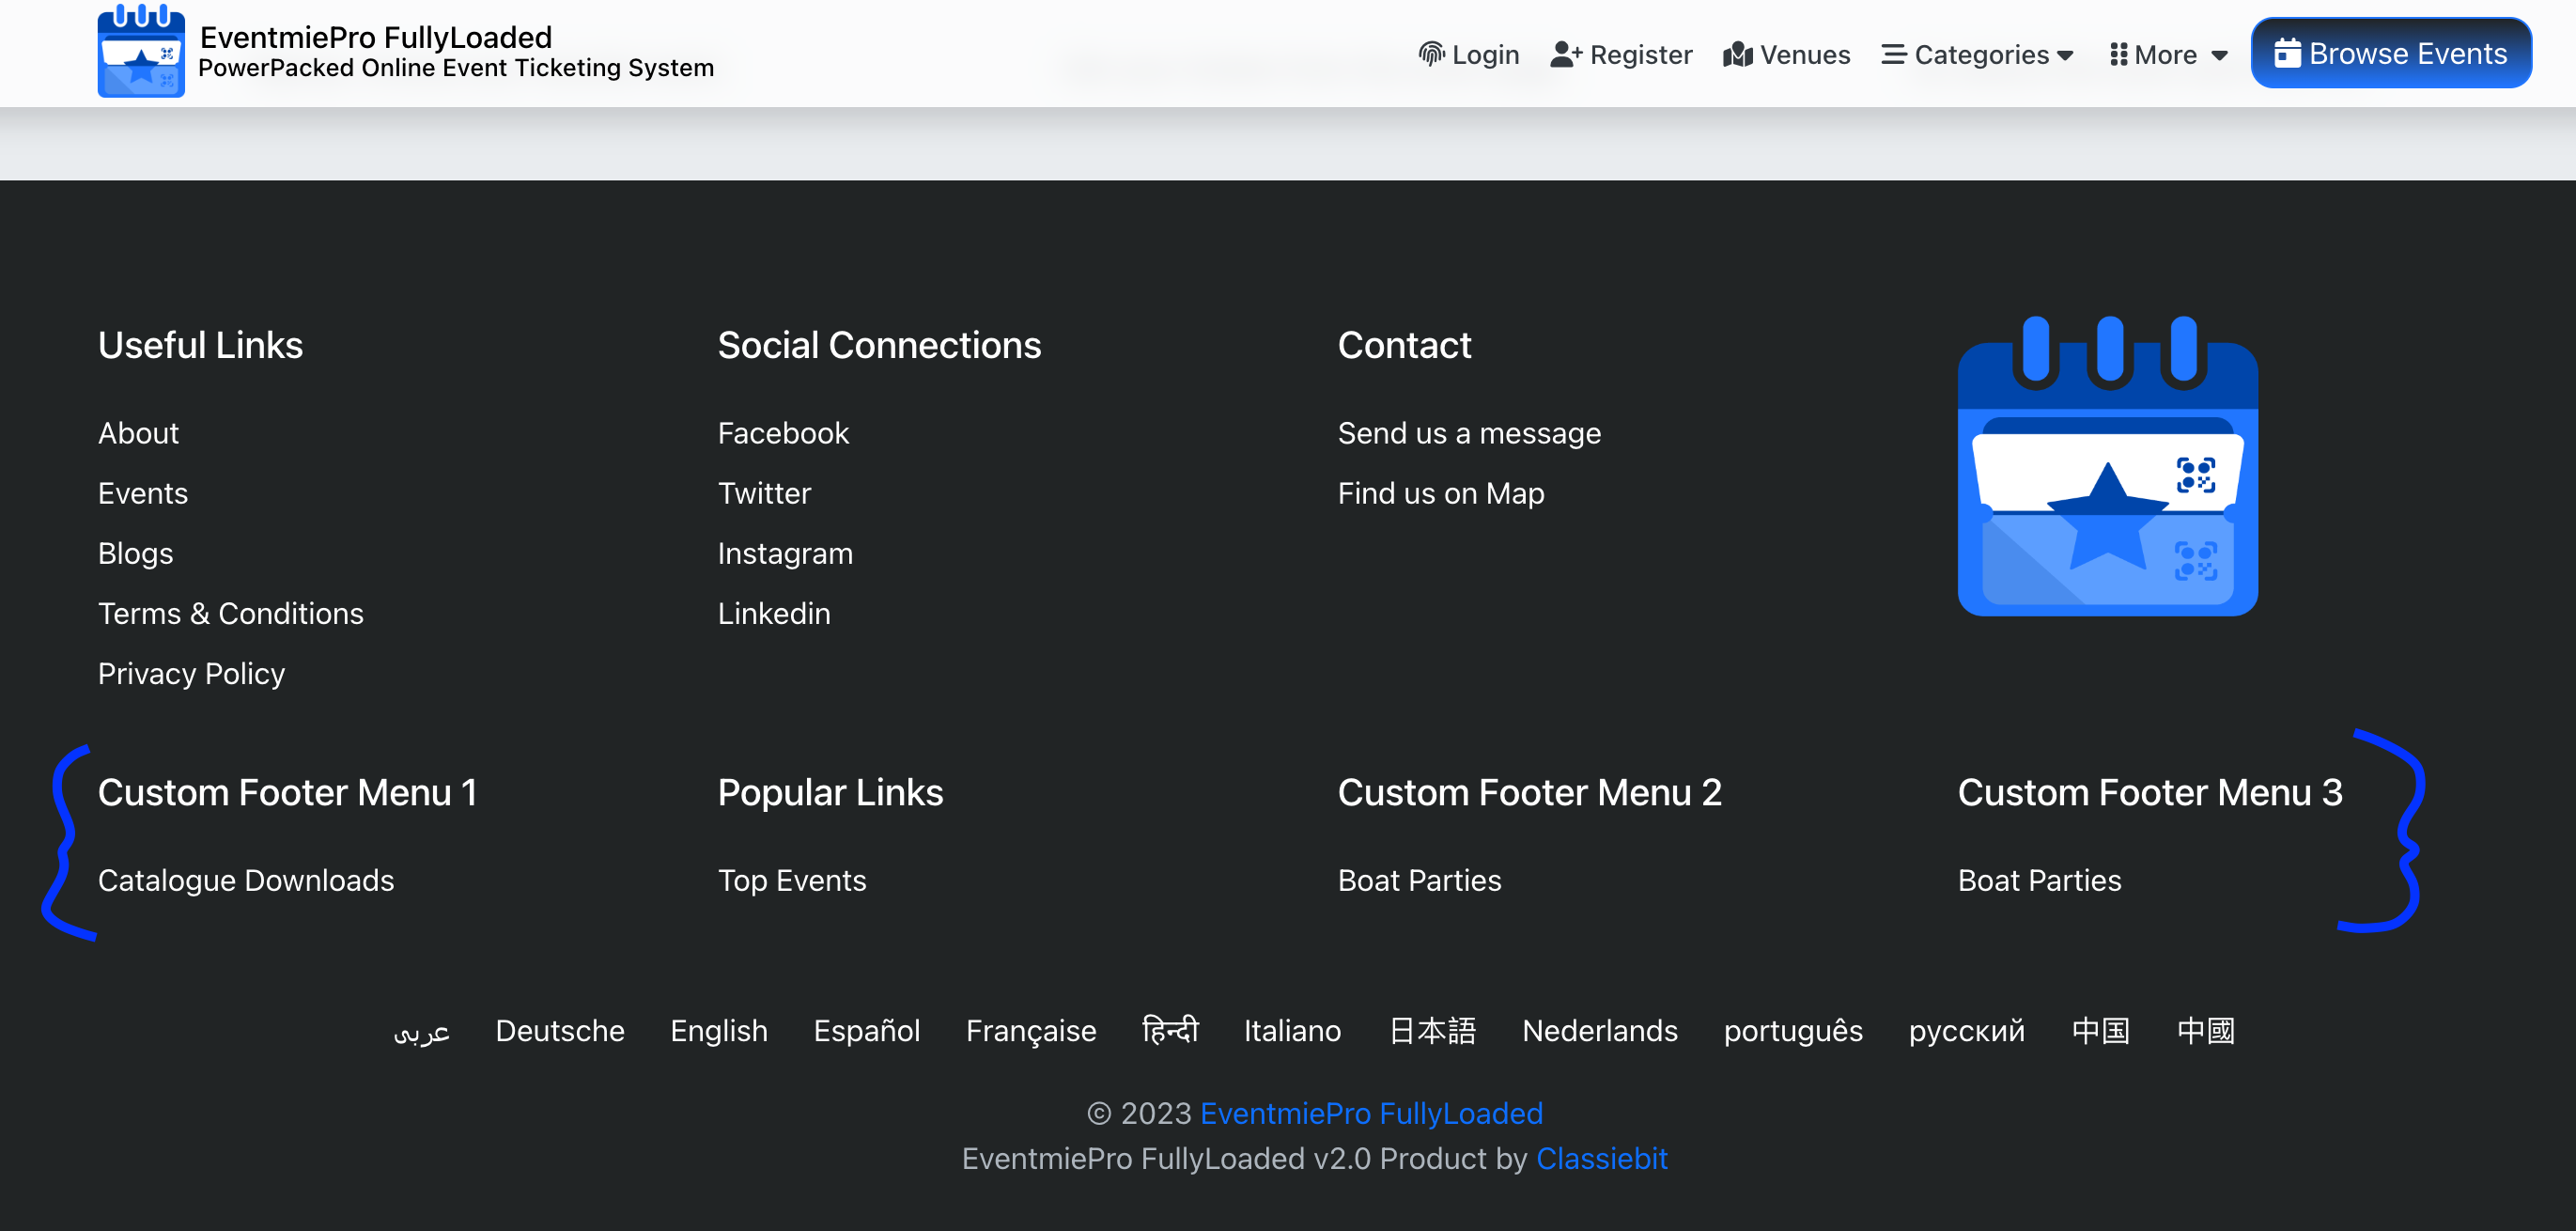 EventmiePro FullyLoaded
PowerPacked Online Event Ticketing System
Login Register Venues Categories More Browse Events
Useful Links
About
Events
Blogs
Terms & Conditions
Privacy Policy
Social Connections
Facebook
Twitter
Instagram
Linkedin
Contact
Send us a message
Find us on Map
Custom Footer Menu 1
Catalogue Downloads
Popular Links
Top Events
Custom Footer Menu 2
Boat Parties
Custom Footer Menu 3
Boat Parties
عربى Deutsche English Español Française हिन्दी Italiano 日本語 Nederlands português русский 中国 中國
© 2023 EventmiePro FullyLoaded
EventmiePro FullyLoaded v2.0 Product by Classiebit